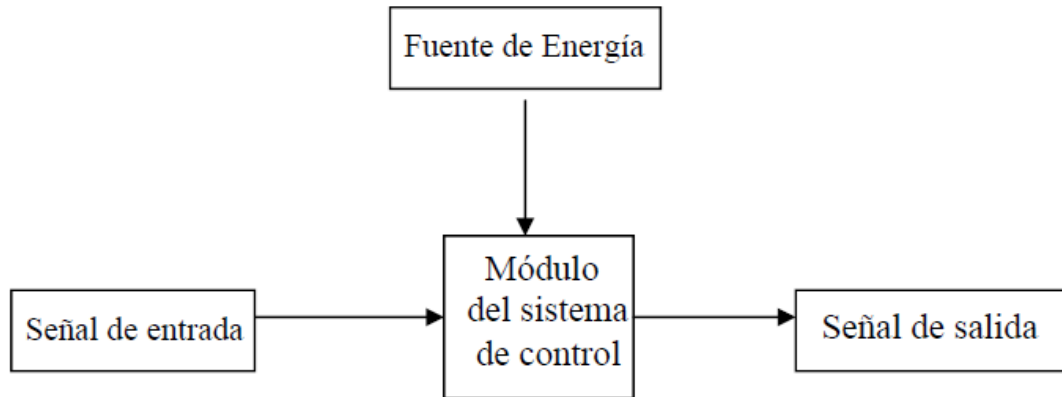 Fuente de Energía
Módulo
del sistema
de control
Señal de entrada
Señal de salida